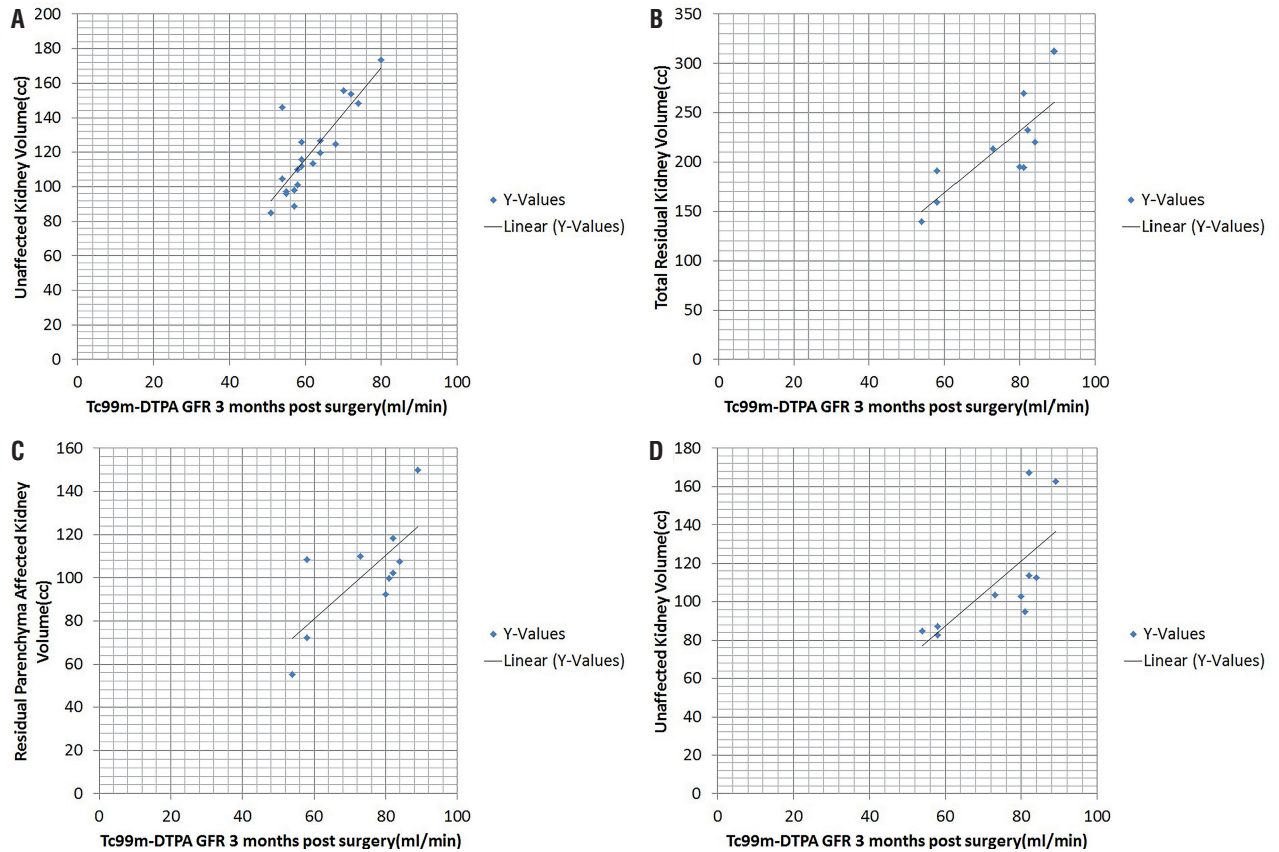 A
200
180
160
140
120
100
80
60
40
20
0
Unaffected Kidney Volume(cc)
0 20 40 60 80 100
Tc99m-DTPA GFR 3 months post surgery(ml/min)
Y-Values
Linear (Y-Values)
B
350
300
250
200
150
100
50
0
Total Residual Kidney Volume(cc)
0 20 40 60 80 100
Tc99m-DTPA GFR 3 months post surgery(ml/min)
Y-Values
Linear (Y-Values)
C
160
140
120
100
80
60
40
20
0
Residual Parenchyma Affected Kidney
Volume(cc)
0 20 40 60 80 100
Tc99m-DTPA GFR 3 months post surgery(ml/min)
Y-Values
Linear (Y-Values)
D
180
160
140
120
100
80
60
40
20
0
Unaffected Kidney Volume(cc)
0 20 40 60 80 100
Tc99m-DTPA GFR 3 months post surgery(ml/min)
Y-Values
Linear (Y-Values)